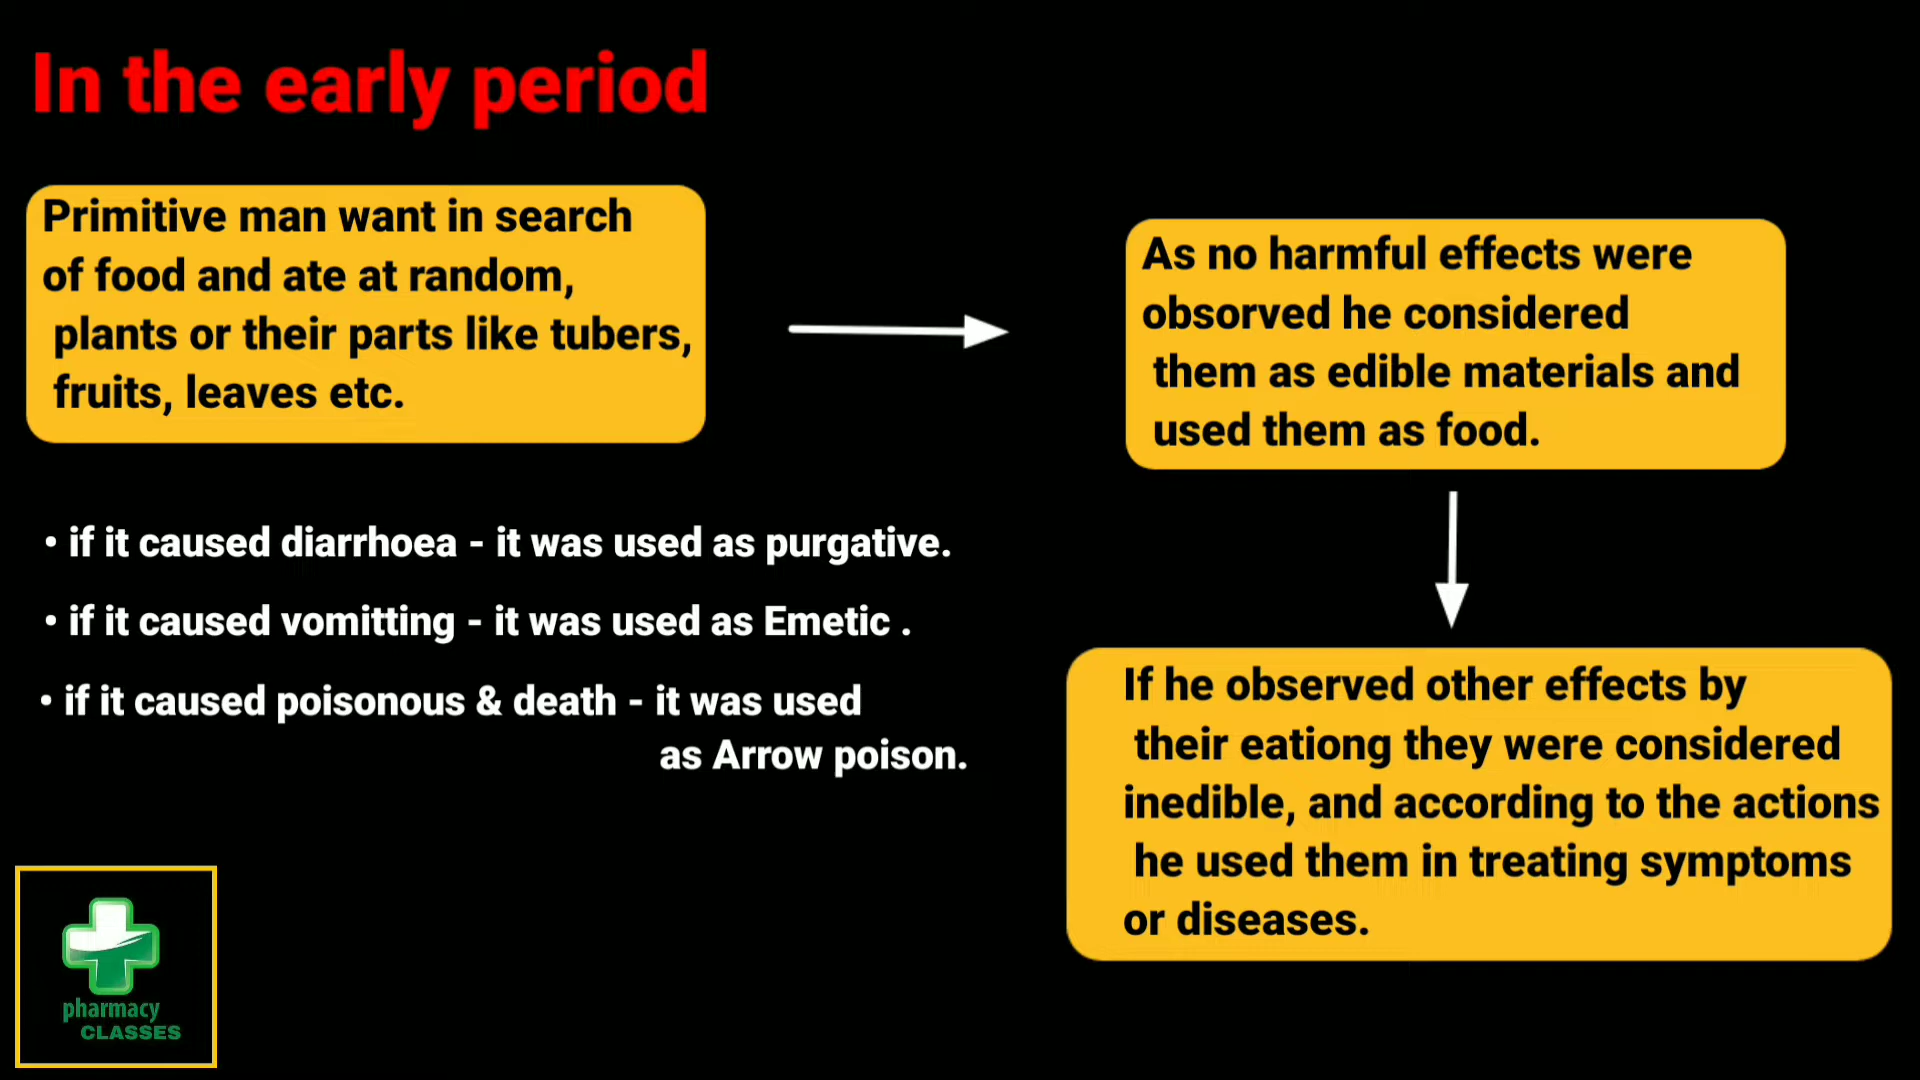 In the early period
Primitive man want in search
of food and ate at random,
plants or their parts like tubers,
fruits, leaves etc.
As no harmful effects were
obsorved he considered
them as edible materials and
used them as food.
• if it caused diarrhoea - it was used as purgative.
• if it caused vomitting - it was used as Emetic .
• if it caused poisonous & death - it was used
as Arrow poison.
If he observed other effects by
their eationg they were considered
inedible, and according to the actions
he used them in treating symptoms
or diseases.
pharmacy
CLASSES